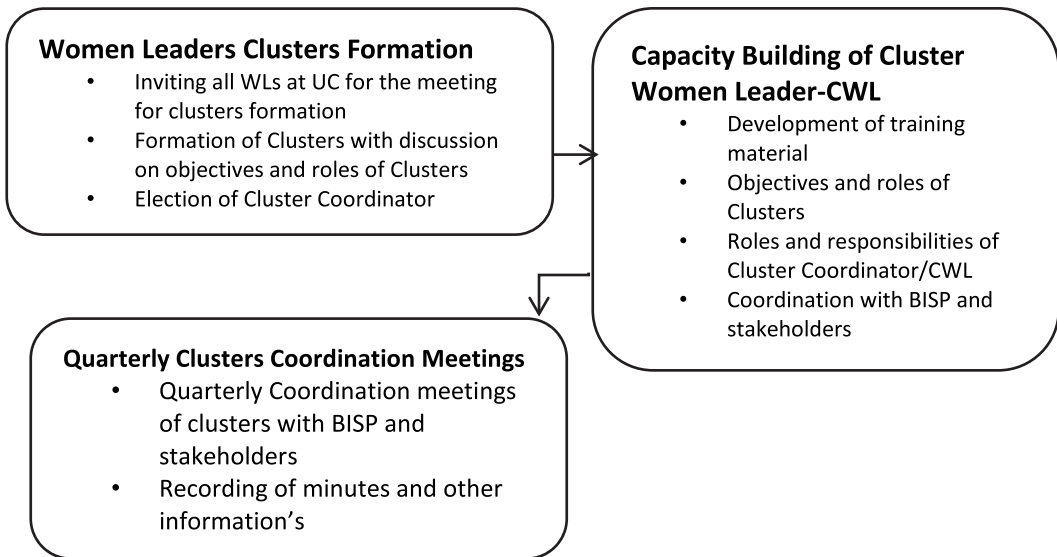 Women Leaders Clusters Formation
• Inviting all WLs at UC for the meeting
for clusters formation
• Formation of Clusters with discussion
on objectives and roles of Clusters
• Election of Cluster Coordinator
Capacity Building of Cluster
Women Leader-CWL
• Development of training
material
• Objectives and roles of
Clusters
• Roles and responsibilities of
Cluster Coordinator/CWL
• Coordination with BISP and
stakeholders
Quarterly Clusters Coordination Meetings
• Quarterly Coordination meetings
of clusters with BISP and
stakeholders
• Recording of minutes and other
information’s